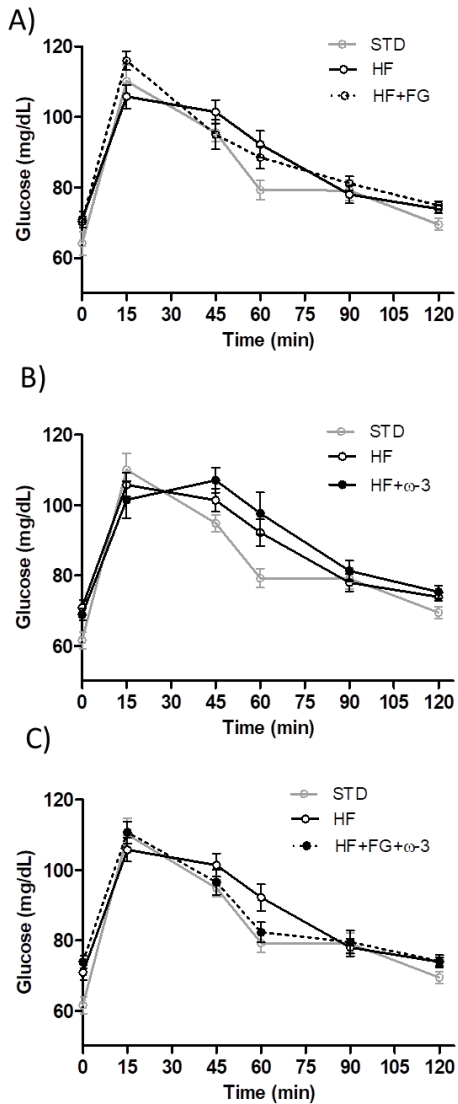 A)
STD
HF
HF+FG
Glucose (mg/dL)
120
100
80
60
0 15 45 60 75 90 105 120
Time (min)
B)
STD
HF
HF+ω-3
Glucose (mg/dL)
120
100
80
60
0 15 30 45 60 75 90 105 120
Time (min)
C)
STD
HF
HF+FG+ω-3
Glucose (mg/dL)
120
100
80
60
0 15 30 45 60 75 90 105 120
Time (min)